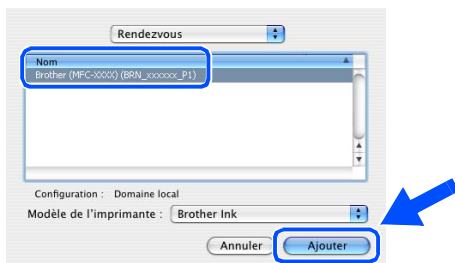 Rendezvous
Nom
Brother (MFC-XXXX) (BRN_xxxxxx_P1)
Configuration : Domaine local
Modèle de l'imprimante : Brother Ink
Annuler Ajouter